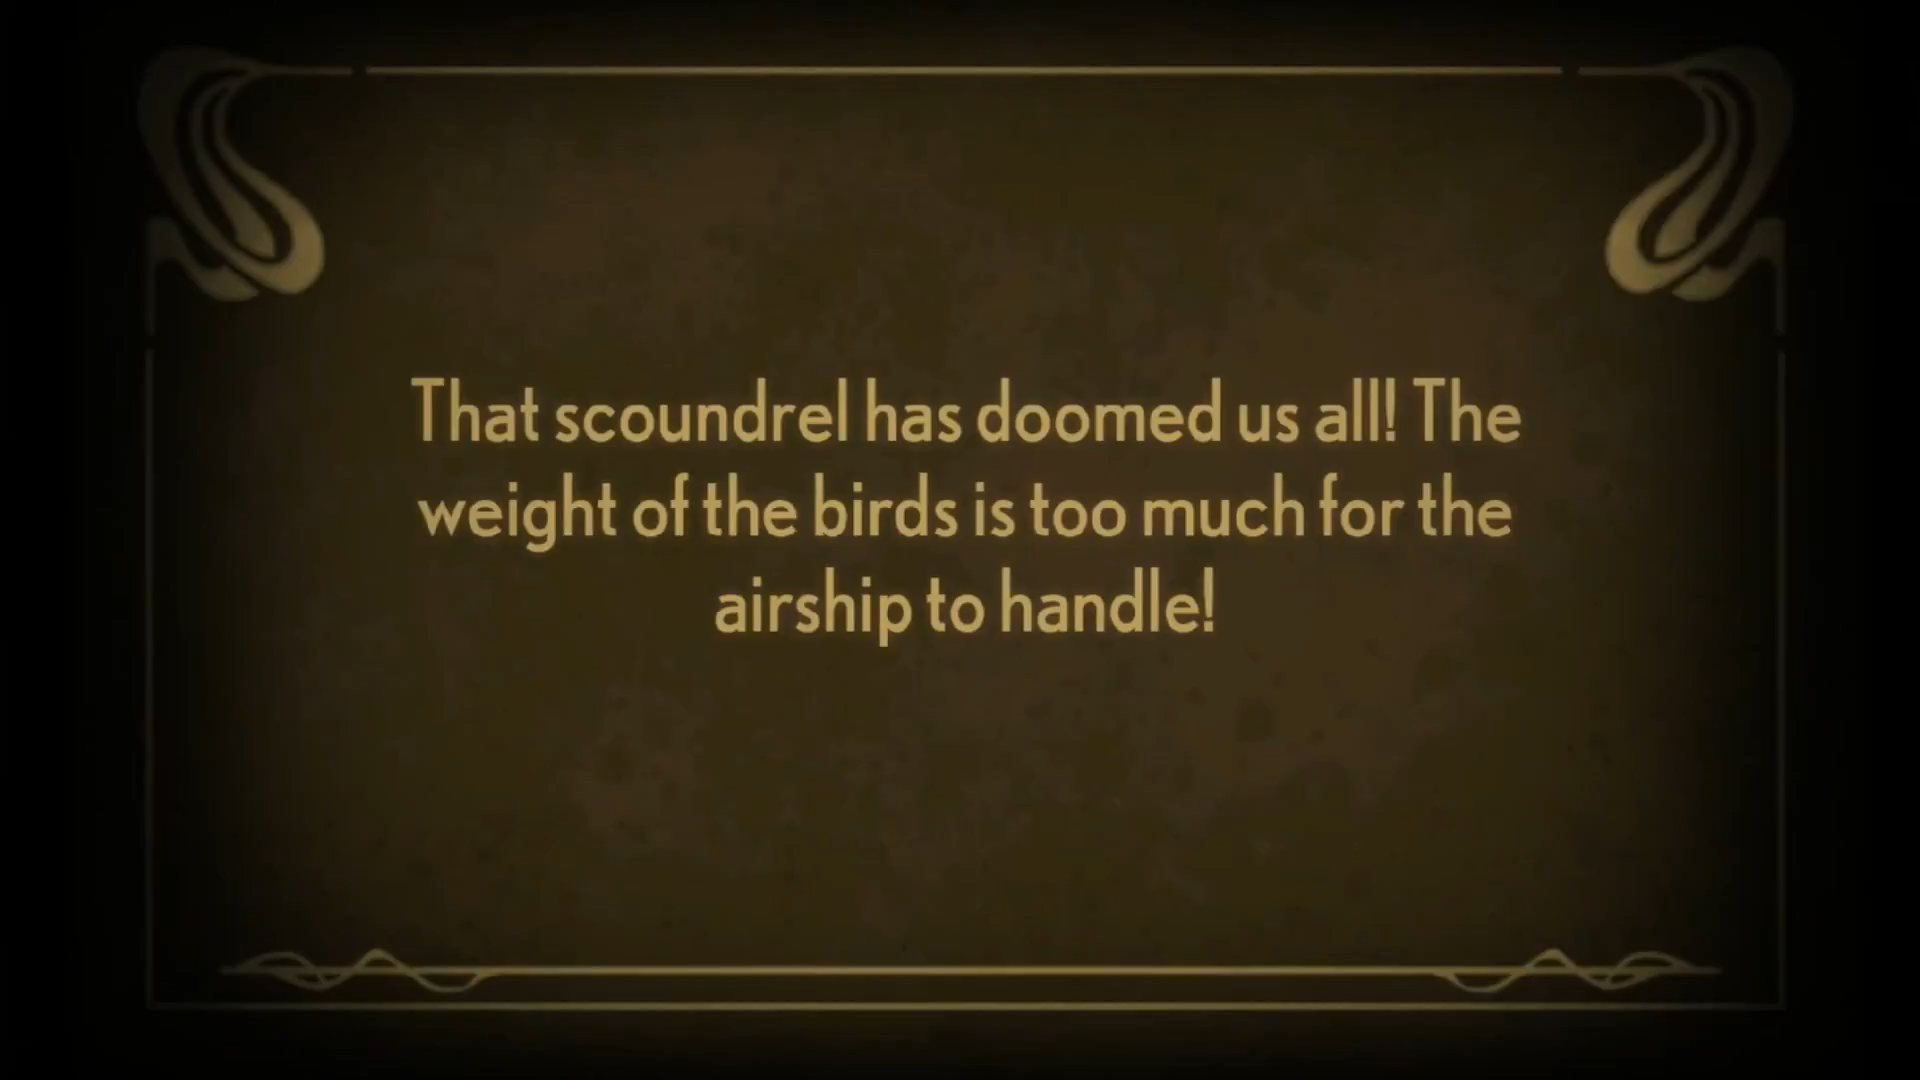 That scoundrel has doomed us all! The
weight of the birds is too much for the
airship to handle!